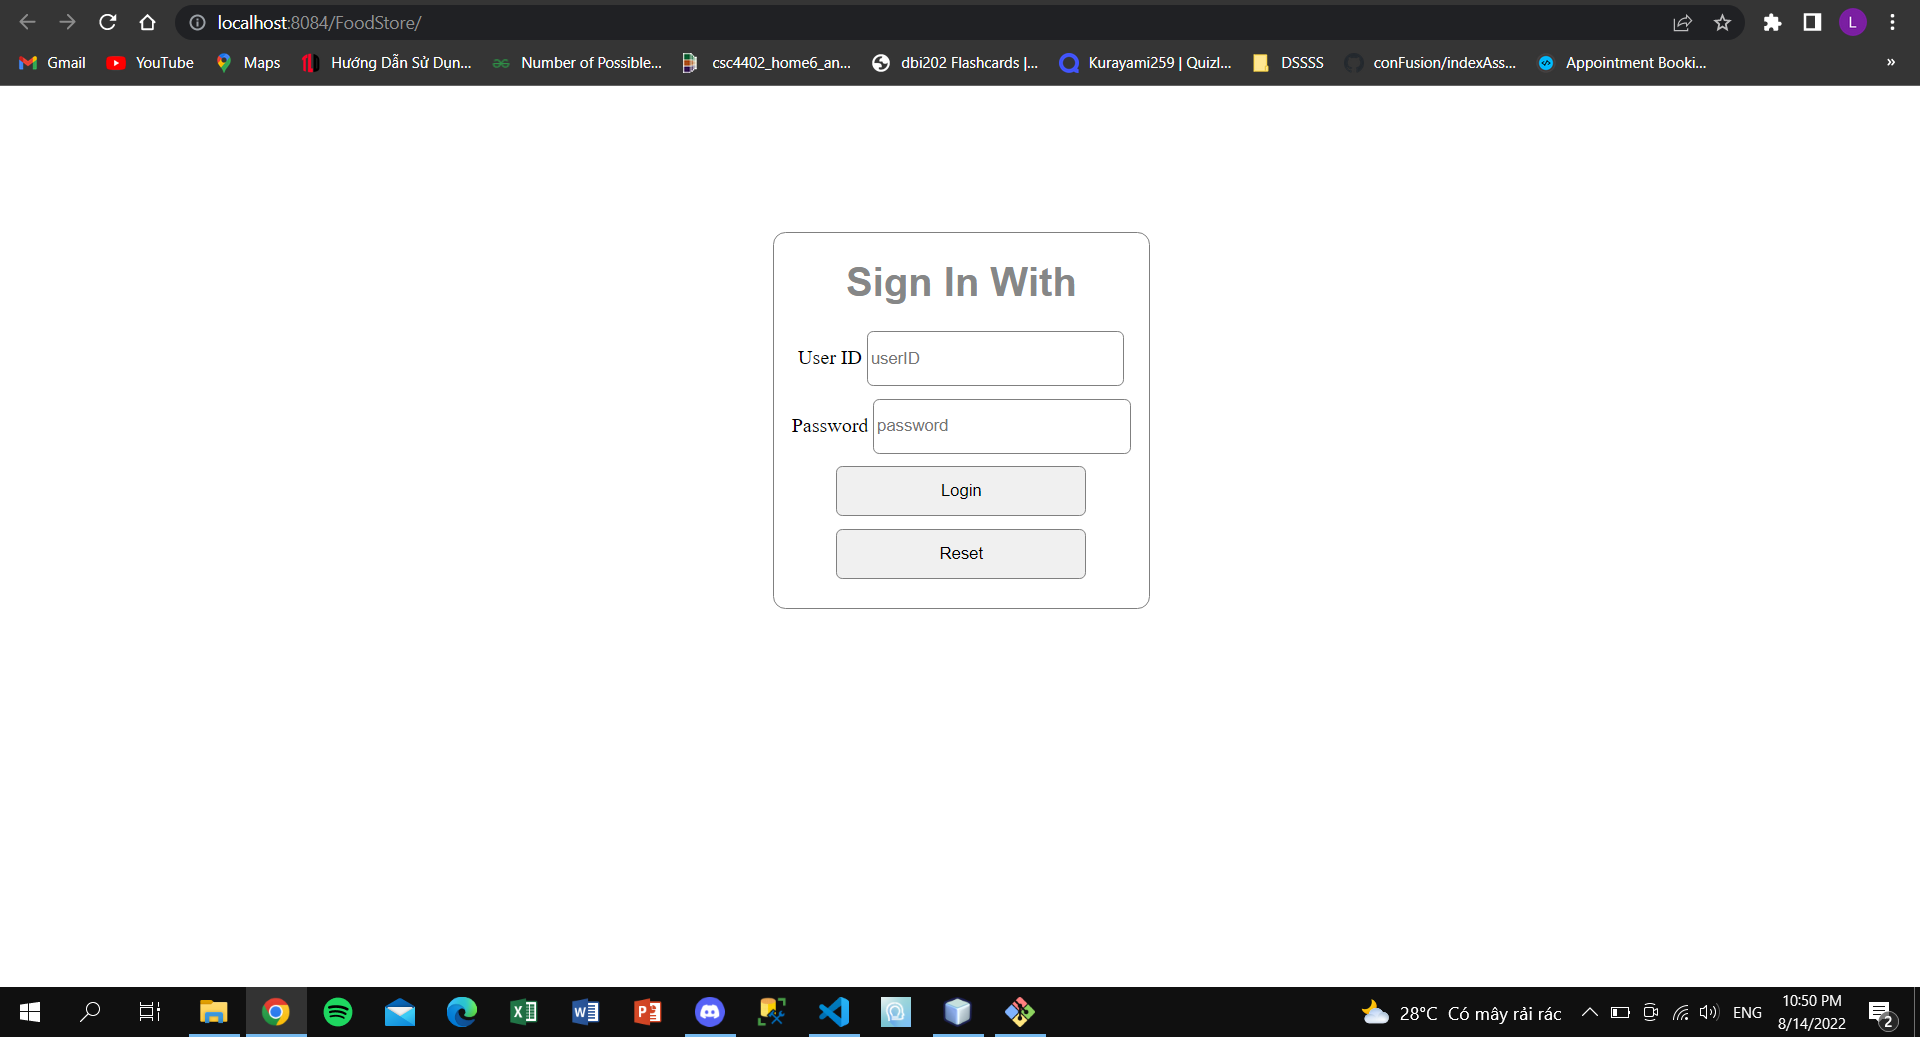 localhost:8084/FoodStore/
L
Gmail YouTube Maps Hướng Dẫn Sử Dụn... Number of Possible... csc4402_home6_an... dbi202 Flashcards |... Kurayami259 | Quizl... DSSSS conFusion/indexAss... Appointment Booki... »
Sign In With
User ID userID
Password password
Login
Reset
28°C Có mây rải rác ENG 10:50 PM
8/14/2022
2